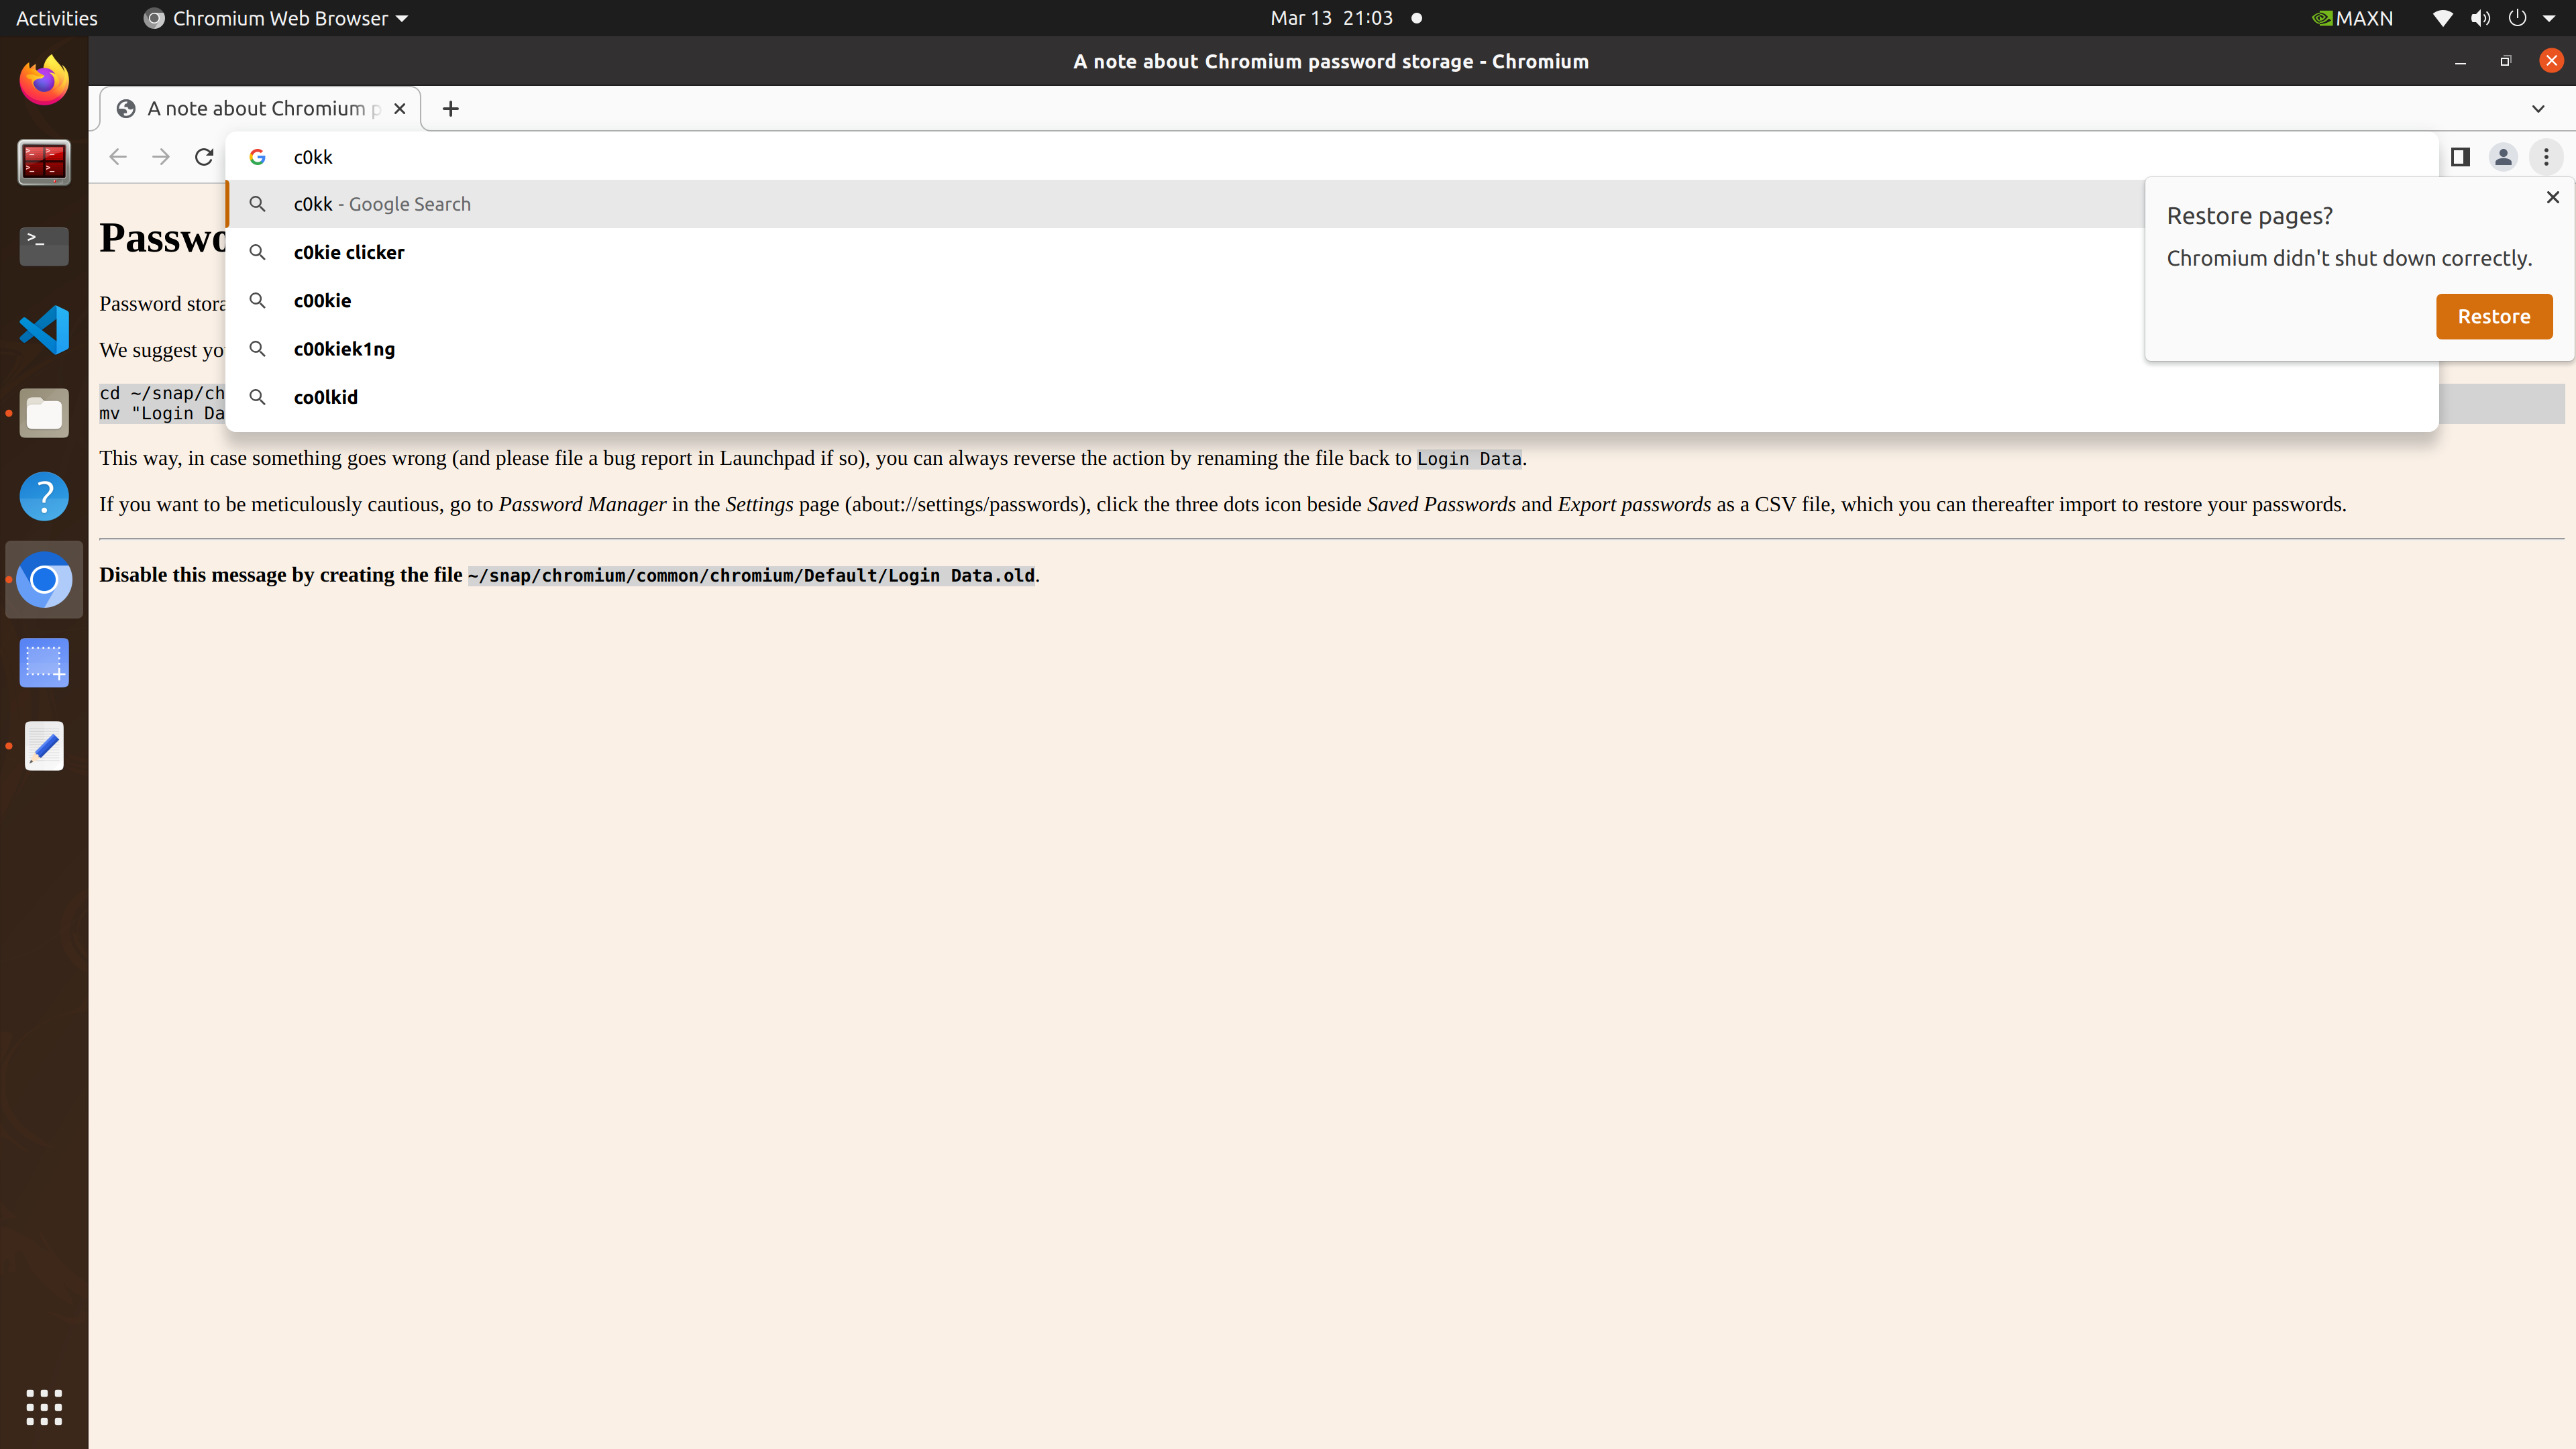 Activities
Chromium Web Browser
Mar 13 21:03
MAXN
A note about Chromium password storage - Chromium
A note about Chromium
c0kk
c0kk - Google Search
c0kie clicker
c00kie
c00kiek1ng
co0lkid
Restore pages?
Chromium didn't shut down correctly.
Restore
Password
We suggest
cd ~/snap/
mv "Login
This way, in case something goes wrong (and please file a bug report in Launchpad if so), you can always reverse the action by renaming the file back to Login Data.
If you want to be meticulously cautious, go to Password Manager in the Settings page (about://settings/passwords), click the three dots icon beside Saved Passwords and Export passwords as a CSV file, which you can thereafter import to restore your passwords.
Disable this message by creating the file ~/snap/chromium/common/chromium/Default/Login Data.old.